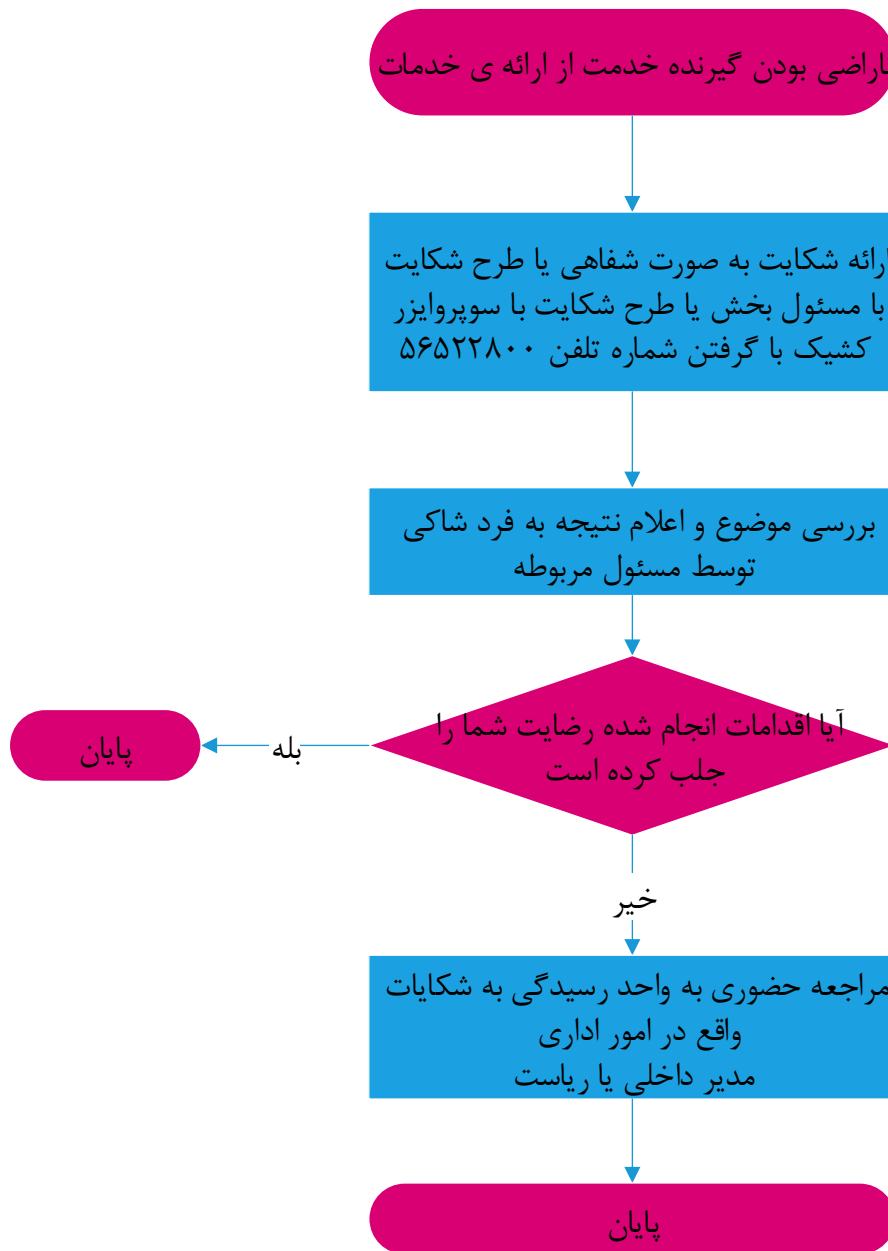 ناراضی بودن گیرنده خدمت از ارائه ی خدمات
ارائه شکایت به صورت شفاهی یا طرح شکایت
با مسئول بخش یا طرح شکایت با سوپروایزر
کشیک با گرفتن شماره تلفن ۵۶۵۲۲۸۰۰
بررسی موضوع و اعلام نتیجه به فرد شاکی
توسط مسئول مربوطه
آیا اقدامات انجام شده رضایت شما را
جلب کرده است
بله
پایان
خیر
مراجعه حضوری به واحد رسیدگی به شکایات
واقع در امور اداری
مدیر داخلی یا ریاست
پایان